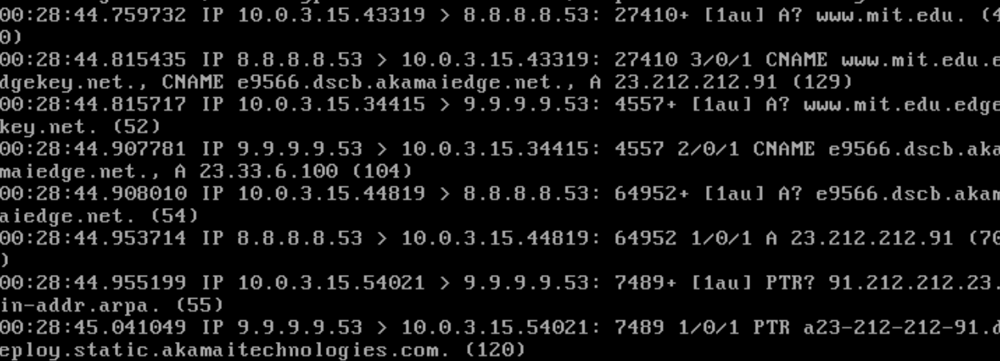 00:28:44.759732 IP 10.0.3.15.43319 > 8.8.8.8.53: 27410+ [1au] A? www.mit.edu. (4
0)
00:28:44.815435 IP 8.8.8.8.53 > 10.0.3.15.43319: 27410 3/0/1 CNAME www.mit.edu.e
dgekey.net., CNAME e9566.dscb.akamaiedge.net., A 23.212.212.91 (129)
00:28:44.815717 IP 10.0.3.15.34415 > 9.9.9.9.53: 4557+ [1au] A? www.mit.edu.edge
key.net. (52)
00:28:44.907781 IP 9.9.9.9.53 > 10.0.3.15.34415: 4557 2/0/1 CNAME e9566.dscb.aka
maiedge.net., A 23.33.6.100 (104)
00:28:44.908010 IP 10.0.3.15.44819 > 8.8.8.8.53: 64952+ [1au] A? e9566.dscb.akam
aiedge.net. (54)
00:28:44.953714 IP 8.8.8.8.53 > 10.0.3.15.44819: 64952 1/0/1 A 23.212.212.91 (70
)
00:28:44.955199 IP 10.0.3.15.54021 > 9.9.9.9.53: 7489+ [1au] PTR? 91.212.212.23.
in-addr.arpa. (55)
00:28:45.041049 IP 9.9.9.9.53 > 10.0.3.15.54021: 7489 1/0/1 PTR a23-212-212-91.d
eploy.static.akamaitechnologies.com. (120)